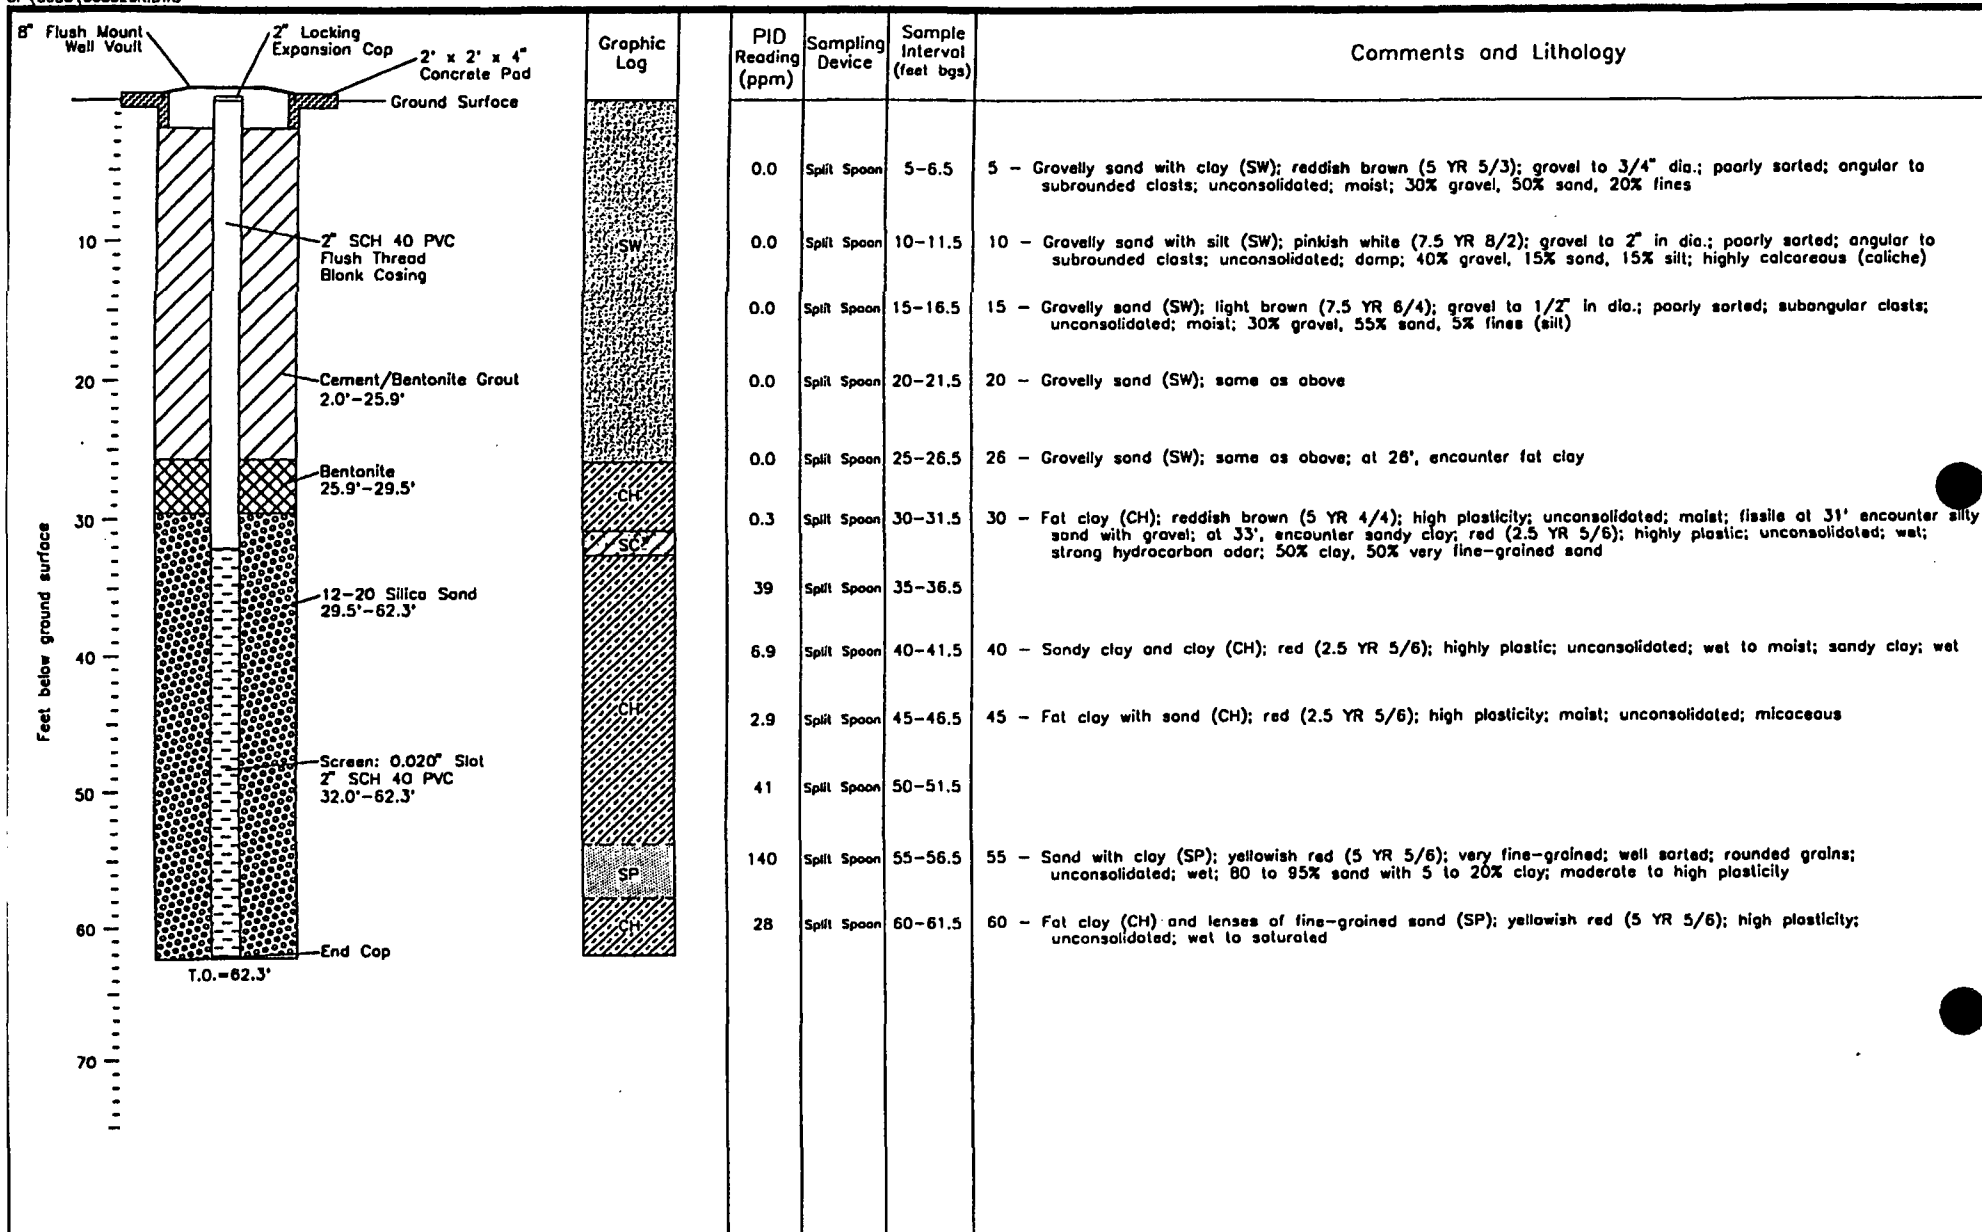 8" Flush Mount
Well Vault
2" Locking
Expansion Cap
2' x 2' x 4"
Concrete Pad
Ground Surface
Graphic
Log
PID
Reading
(ppm)
Sampling
Device
Sample
Interval
(feet bgs)
Comments and Lithology
0.0 Split Spoon 5-6.5 5 - Gravelly sand with clay (SW); reddish brown (5 YR 5/3); gravel to 3/4" dia.; poorly sorted; angular to
subrounded clasts; unconsolidated; moist; 30% gravel, 50% sand, 20% fines
10
2" SCH 40 PVC
Flush Thread
Blank Casing
SW
0.0 Split Spoon 10-11.5 10 - Gravelly sand with silt (SW); pinkish white (7.5 YR 8/2); gravel to 2" in dia.; poorly sorted; angular to
subrounded clasts; unconsolidated; damp; 40% gravel, 15% sand, 15% silt; highly calcareous (caliche)
0.0 Split Spoon 15-16.5 15 - Gravelly sand (SW); light brown (7.5 YR 6/4); gravel to 1/2" in dia.; poorly sorted; subangular clasts;
unconsolidated; moist; 30% gravel, 55% sand, 5% fines (silt)
20
Cement/Bentonite Grout
2.0'-25.9'
0.0 Split Spoon 20-21.5 20 - Gravelly sand (SW); same as above
Bentonite
25.9'-29.5'
0.0 Split Spoon 25-26.5 26 - Gravelly sand (SW); same as above; at 26', encounter fat clay
CH
30
0.3 Split Spoon 30-31.5 30 - Fat clay (CH); reddish brown (5 YR 4/4); high plasticity; unconsolidated; moist; fissile at 31' encounter silty
sand with gravel; at 33', encounter sandy clay; red (2.5 YR 5/6); highly plastic; unconsolidated; wet;
strong hydrocarbon odor; 50% clay, 50% very fine-grained sand
SC
12-20 Silica Sand
29.5'-62.3'
39 Split Spoon 35-36.5
Feet below ground surface
40
6.9 Split Spoon 40-41.5 40 - Sandy clay and clay (CH); red (2.5 YR 5/6); highly plastic; unconsolidated; wet to moist; sandy clay; wet
CH
2.9 Split Spoon 45-46.5 45 - Fat clay with sand (CH); red (2.5 YR 5/6); high plasticity; moist; unconsolidated; micaceous
Screen: 0.020" Slot
2" SCH 40 PVC
32.0'-62.3'
50
41 Split Spoon 50-51.5
140 Split Spoon 55-56.5 55 - Sand with clay (SP); yellowish red (5 YR 5/6); very fine-grained; well sorted; rounded grains;
unconsolidated; wet; 80 to 95% sand with 5 to 20% clay; moderate to high plasticity
SP
60
CH
28 Split Spoon 60-61.5 60 - Fat clay (CH) and lenses of fine-grained sand (SP); yellowish red (5 YR 5/6); high plasticity;
unconsolidated; wet to saturated
End Cap
T.D.=62.3'
70